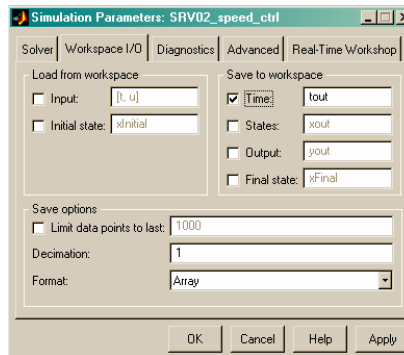 Simulation Parameters: SRV02_speed_ctrl
Solver Workspace I/O Diagnostics Advanced Real-Time Workshop
Load from workspace
Input: [t, u]
Initial state: xInitial
Save to workspace
Time: tout
States: xout
Output: yout
Final state: xFinal
Save options
Limit data points to last: 1000
Decimation: 1
Format: Array
OK Cancel Help Apply